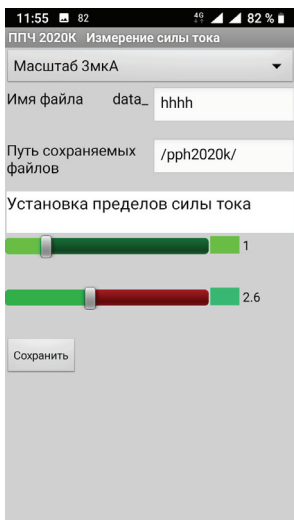 11:55 82 4G 82 %
ППЧ 2020К Измерение силы тока
Масштаб 3мкА
Имя файла data_ hhhh
Путь сохраняемых
файлов /pph2020k/
Установка пределов силы тока
1
2.6
Сохранить